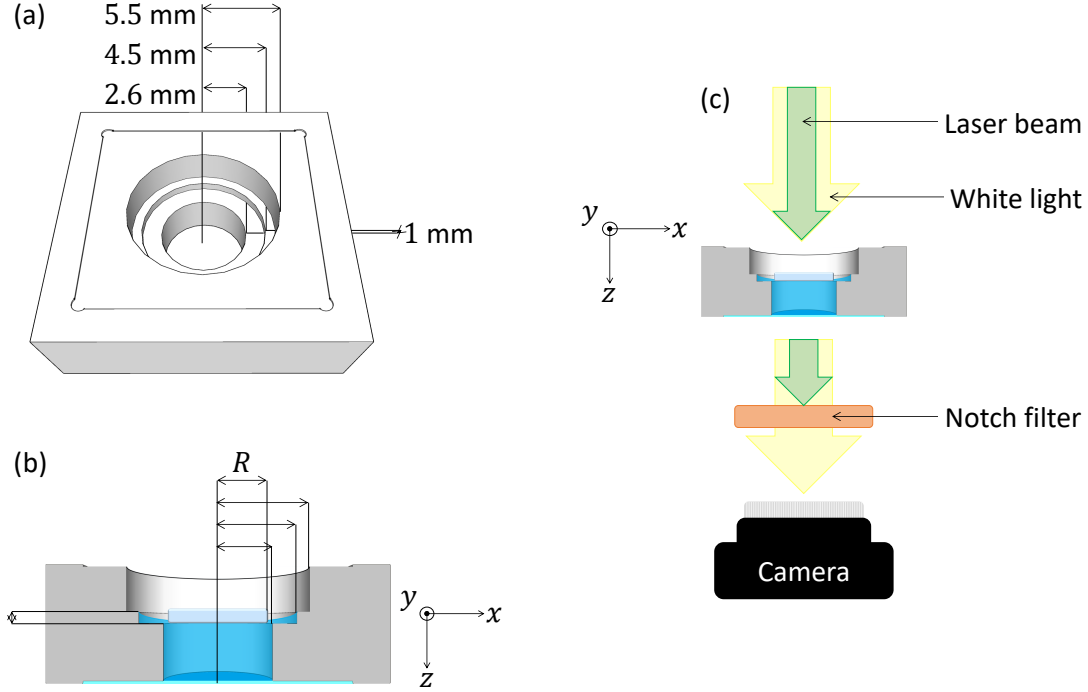 (a)
5.5 mm
4.5 mm
2.6 mm
1 mm
(b)
R
y
x
z
(c)
Laser beam
White light
y
x
z
Notch filter
Camera